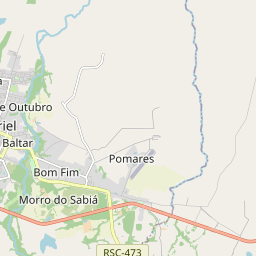 a
e Outubro
riel
Baltar
Pomares
Bom Fim
Morro do Sabiá
RSC-473